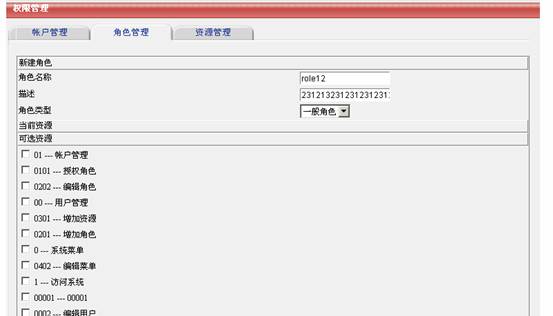 权限管理
帐户管理 角色管理 资源管理
新建角色
角色名称 role12
描述 231213231231231231
角色类型 一般角色
当前资源
可选资源
01 --- 帐户管理
0101 --- 授权角色
0202 --- 编辑角色
00 --- 用户管理
0301 --- 增加资源
0201 --- 增加角色
0 --- 系统菜单
0402 --- 编辑菜单
1 --- 访问系统
00001 --- 00001
0002 --- 编辑用户